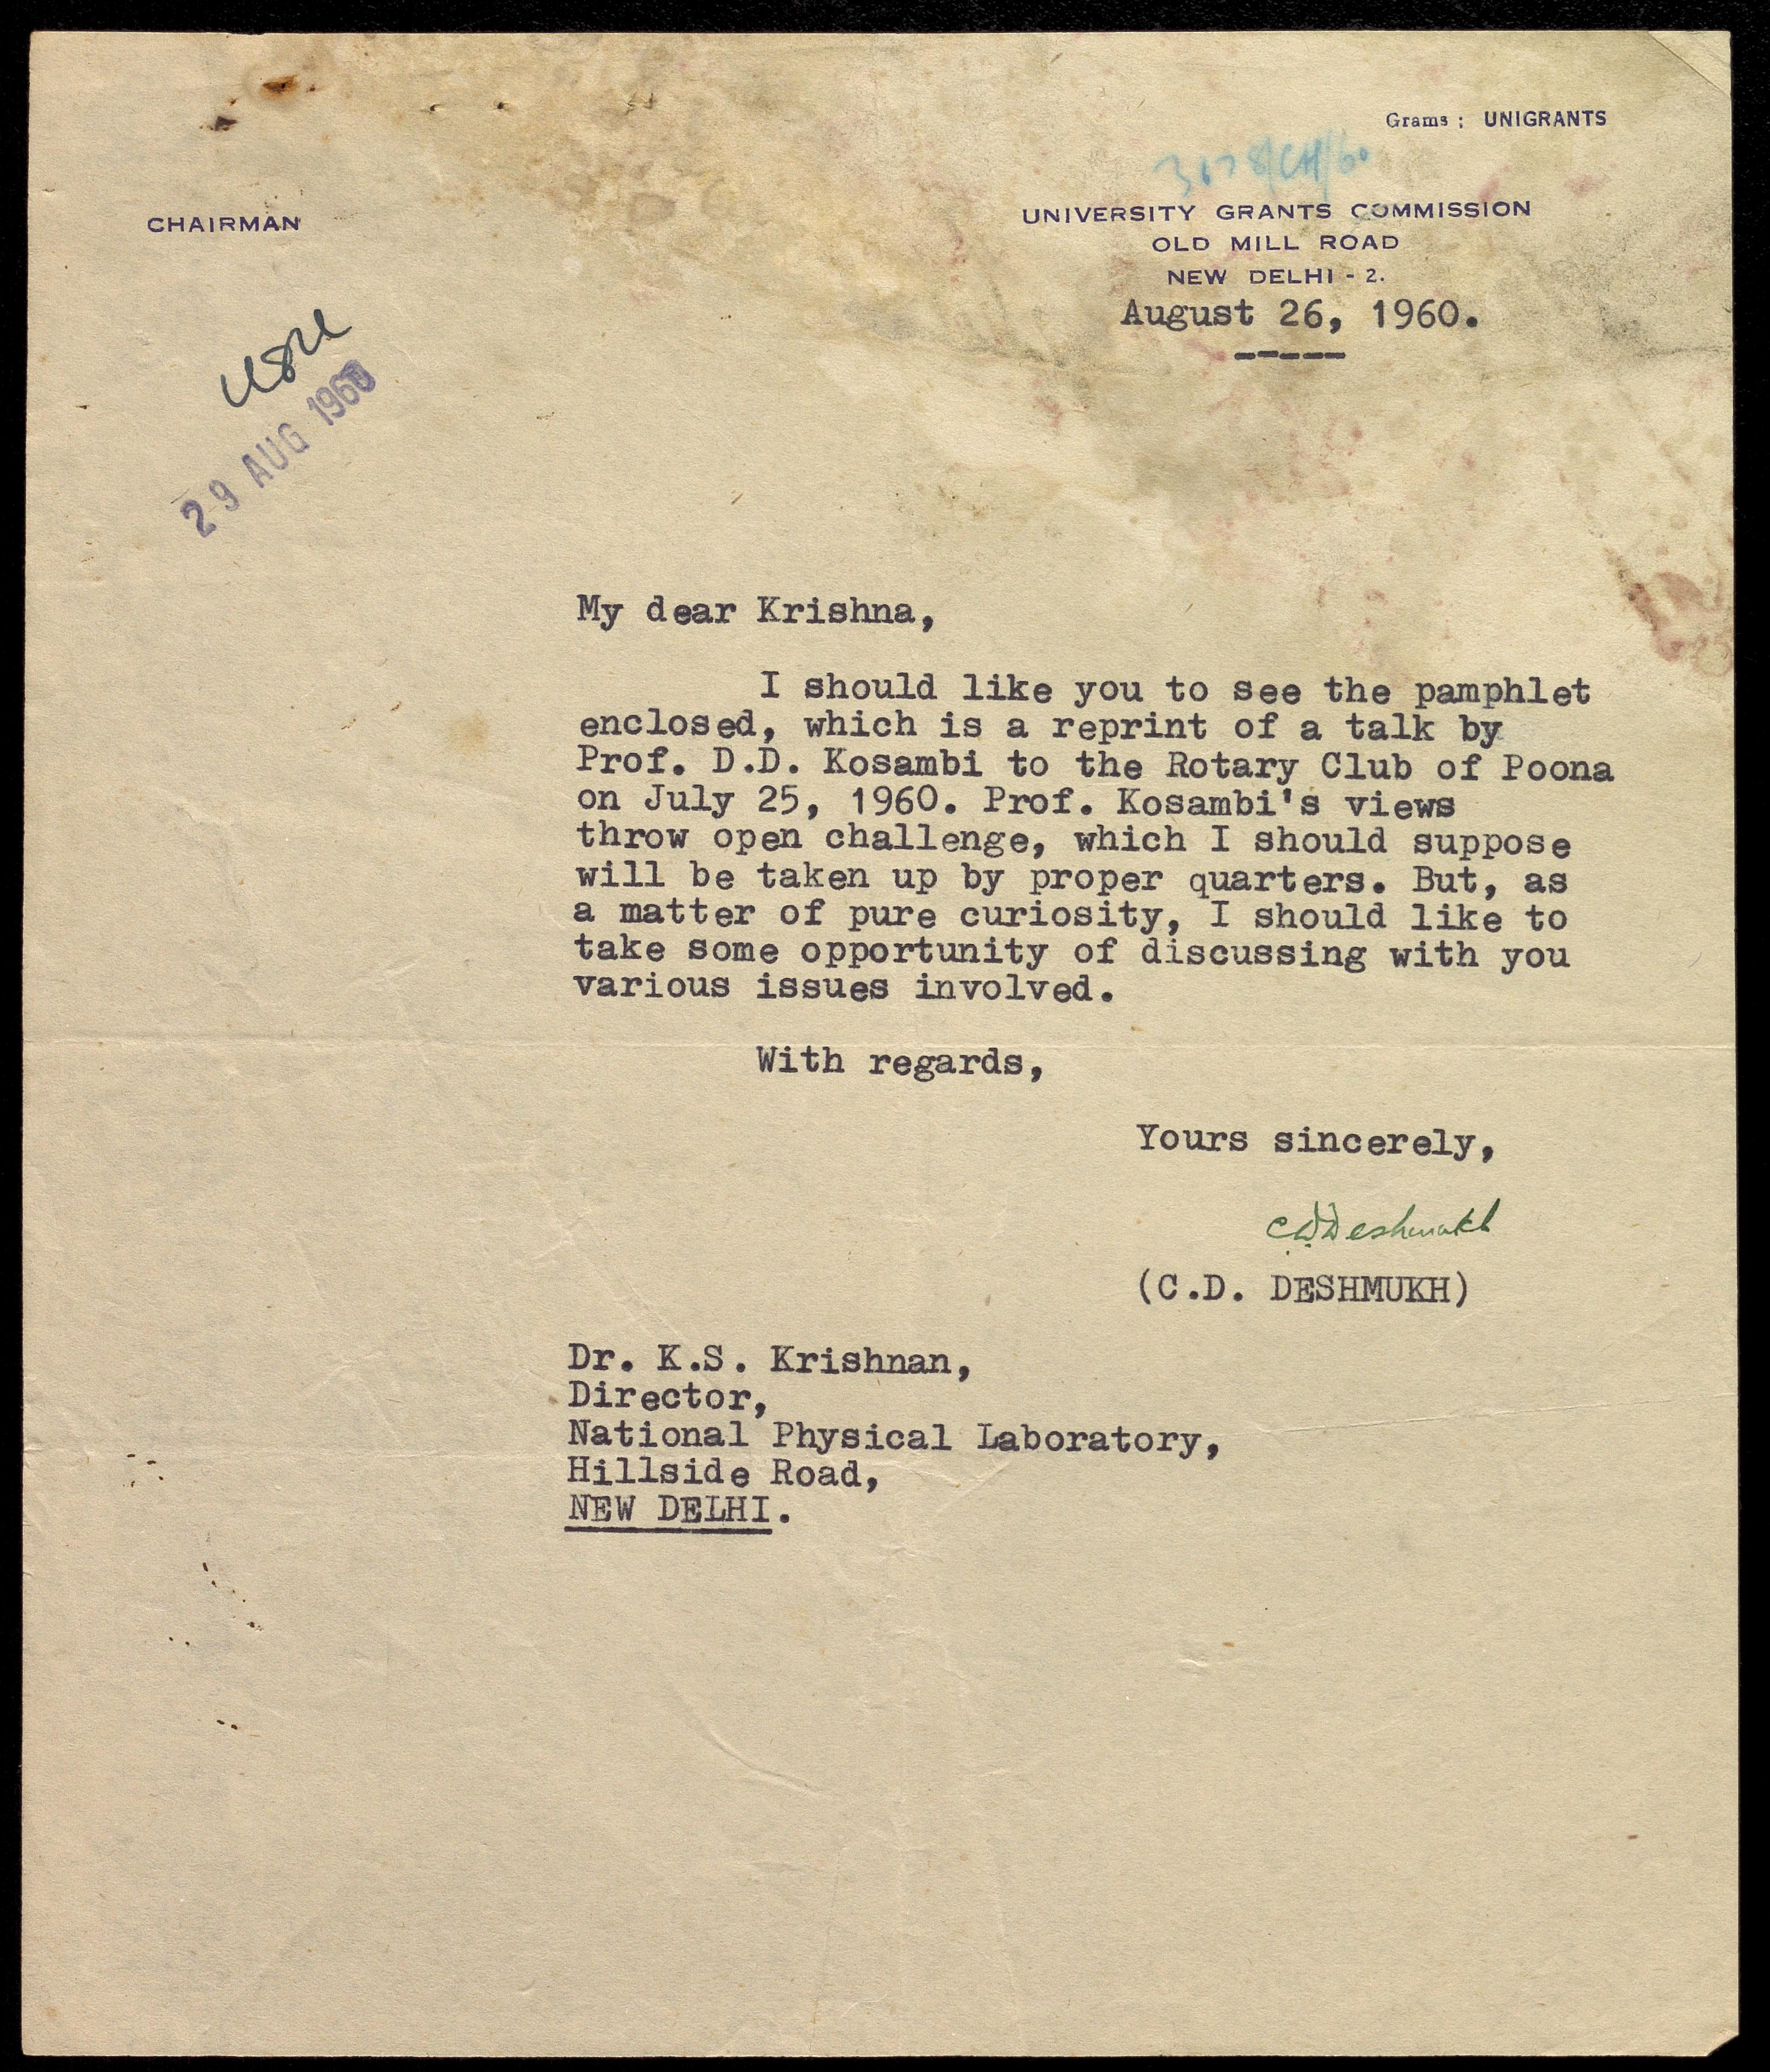 Grams : UNIGRANTS
CHAIRMAN
UNIVERSITY GRANTS COMMISSION
OLD MILL ROAD
NEW DELHI - 2.
August 26, 1960.
29 AUG 1960
My dear Krishna,
I should like you to see the pamphlet
enclosed, which is a reprint of a talk by
Prof. D.D. Kosambi to the Rotary Club of Poona
on July 25, 1960. Prof. Kosambi's views
throw open challenge, which I should suppose
will be taken up by proper quarters. But, as
a matter of pure curiosity, I should like to
take some opportunity of discussing with you
various issues involved.
With regards,
Yours sincerely,
CDDeshmukh
(C.D. DESHMUKH)
Dr. K.S. Krishnan,
Director,
National Physical Laboratory,
Hillside Road,
NEW DELHI.